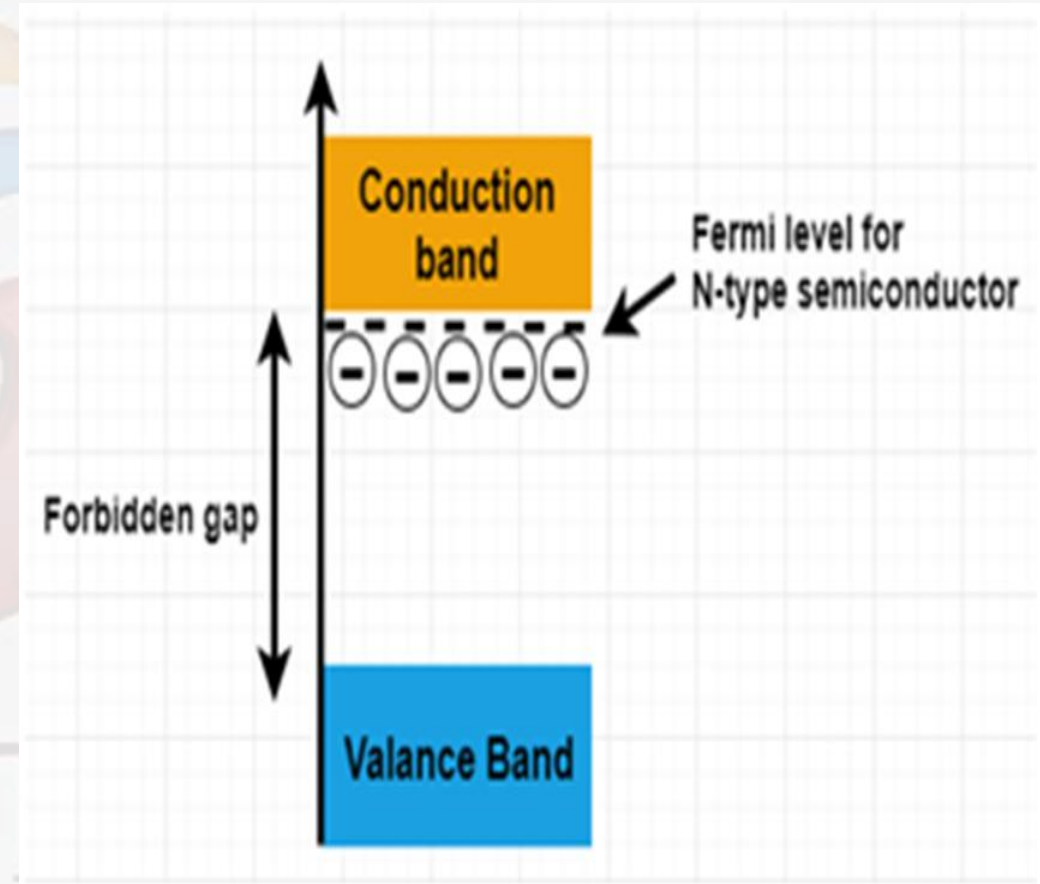 Conduction
band
Fermi level for
N-type semiconductor
Forbidden gap
Valance Band